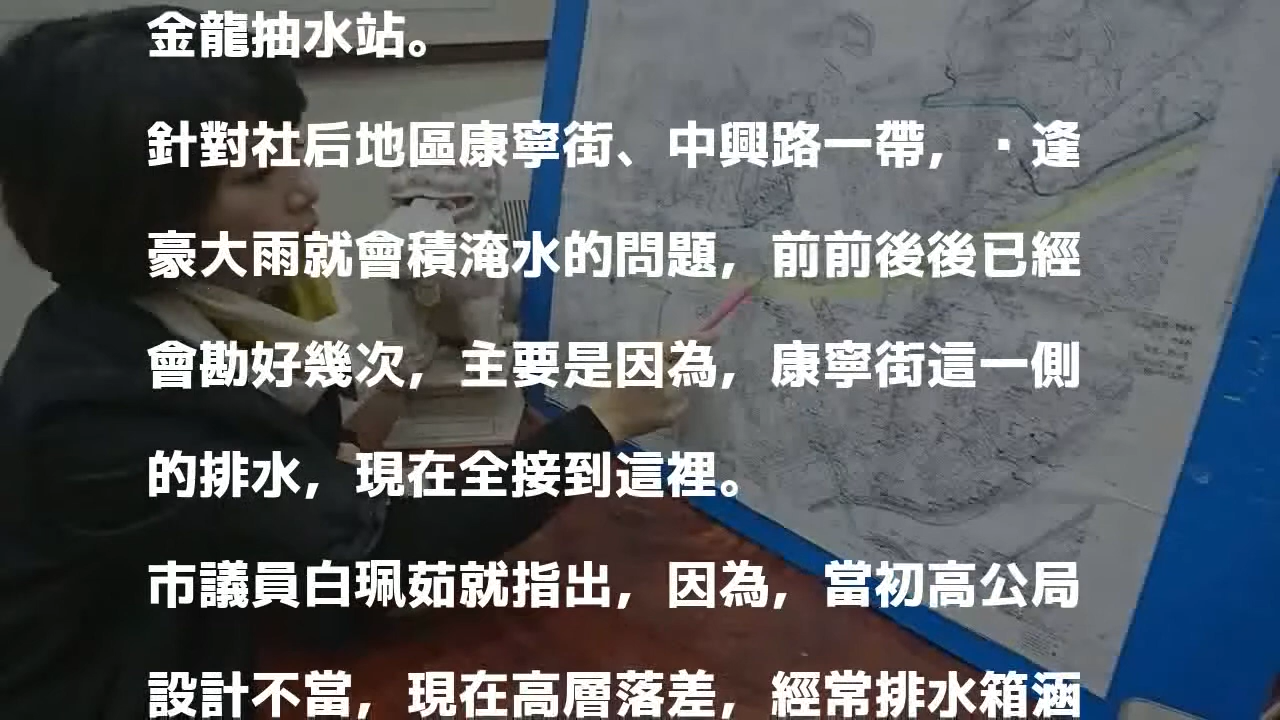 金龍抽水站。
針對社后地區康寧街、中興路一帶，·逢
豪大雨就會積淹水的問題，前前後後已經
會勘好幾次，主要是因為，康寧街這一側
的排水，現在全接到這裡。
市議員白珮茹就指出，因為，當初高公局
設計不當，現在高層落差，經常排水箱涵